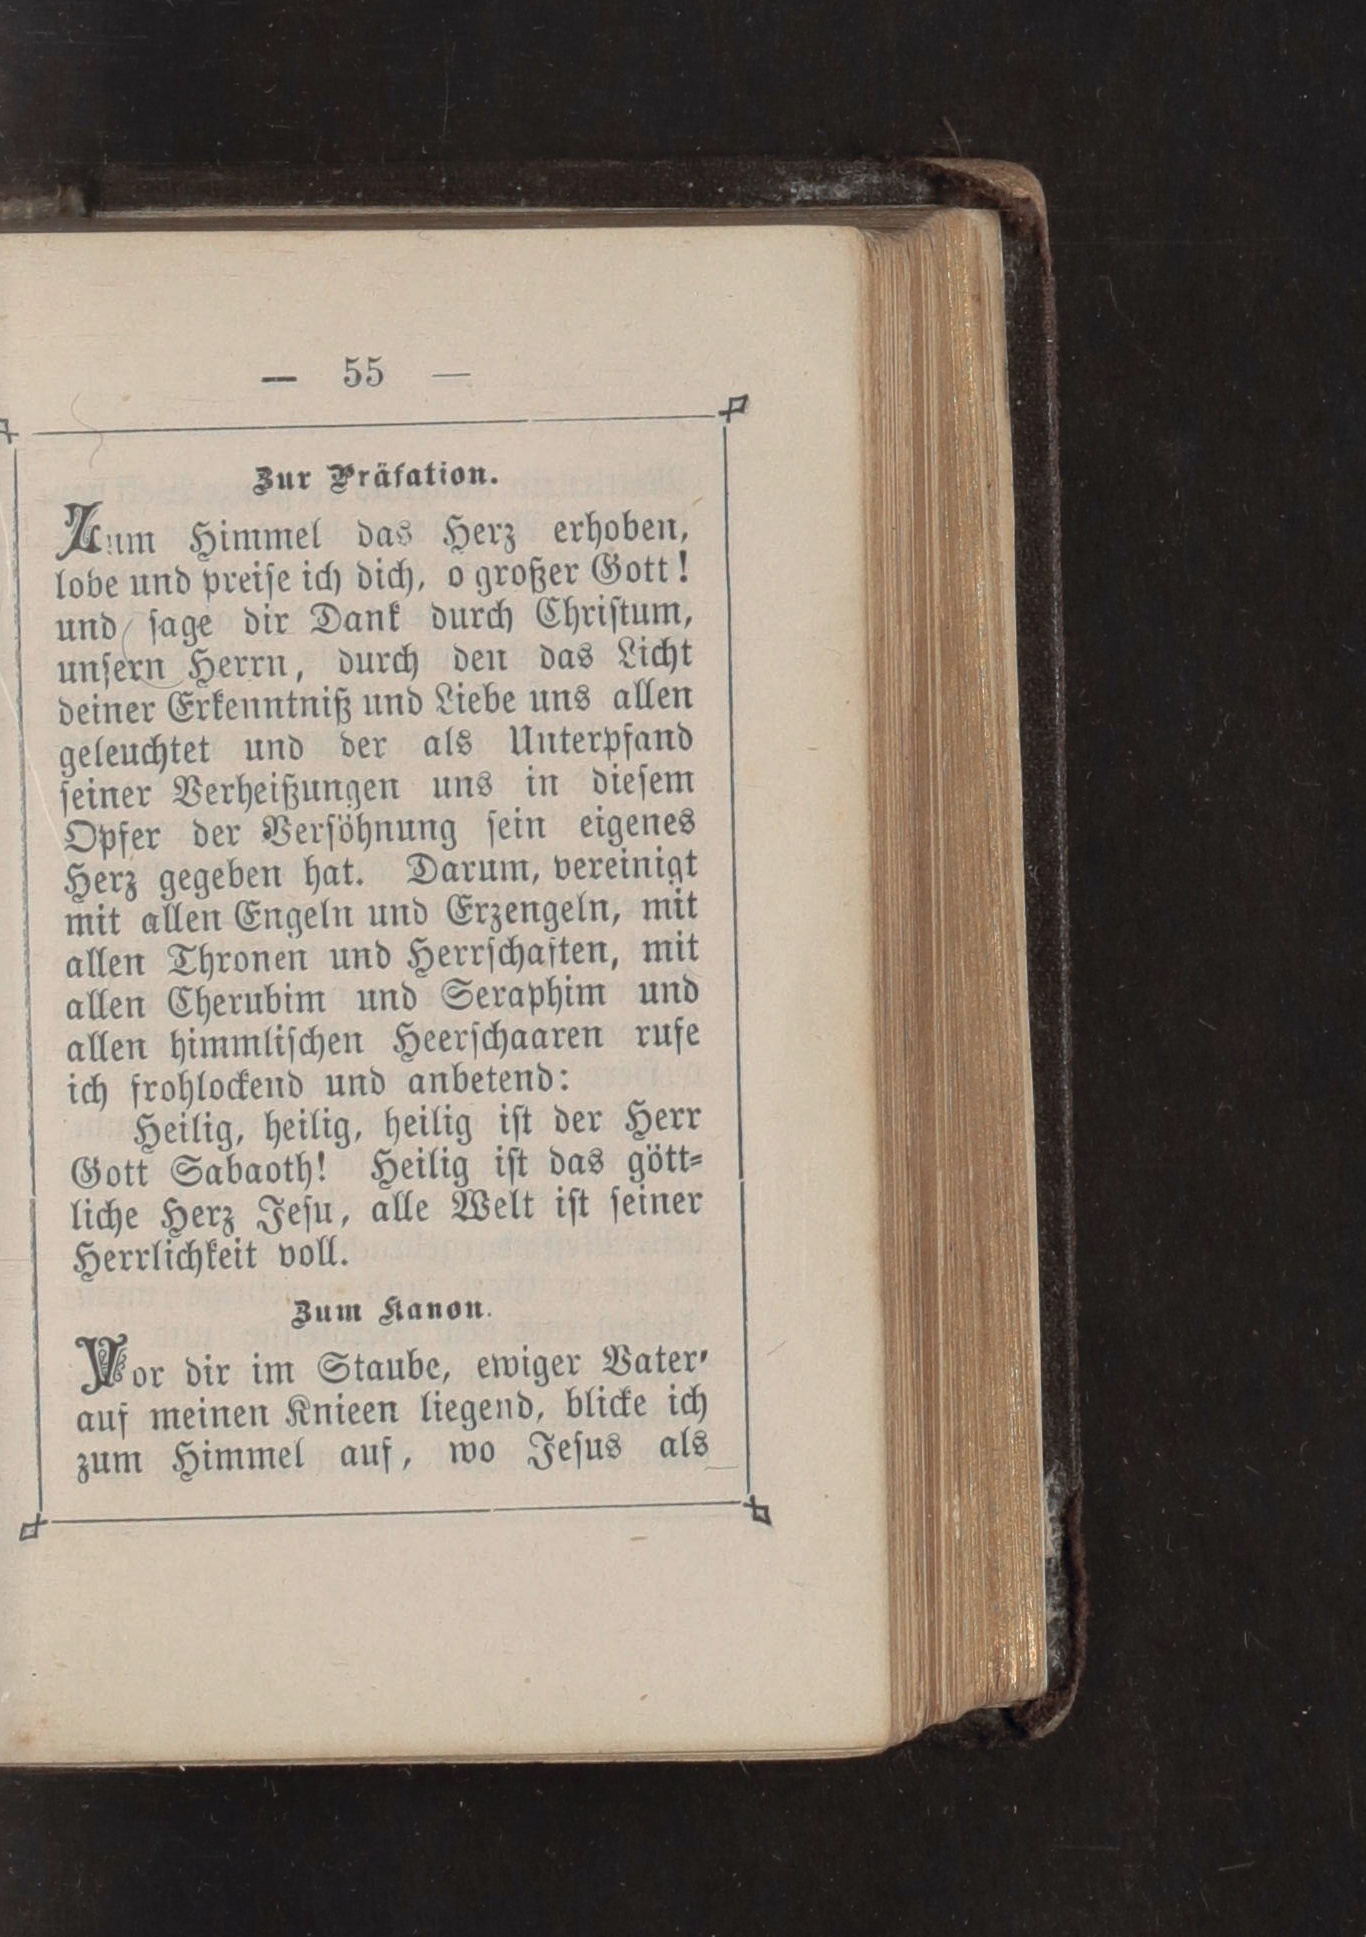 — 55 —
Zur Präfation.
Zum Himmel das Herz erhoben,
lobe und preise ich dich, o großer Gott!
und sage dir Dank durch Christum,
unsern Herrn, durch den das Licht
deiner Erkenntniß und Liebe uns allen
geleuchtet und der als Unterpfand
seiner Verheißungen uns in diesem
Opfer der Versöhnung sein eigenes
Herz gegeben hat. Darum, vereinigt
mit allen Engeln und Erzengeln, mit
allen Thronen und Herrschaften, mit
allen Cherubim und Seraphim und
allen himmlischen Heerschaaren rufe
ich frohlockend und anbetend:
Heilig, heilig, heilig ist der Herr
Gott Sabaoth! Heilig ist das gött-
liche Herz Jesu, alle Welt ist seiner
Herrlichkeit voll.
Zum Kanon.
Vor dir im Staube, ewiger Vater'
auf meinen Knieen liegend, blicke ich
zum Himmel auf, wo Jesus als